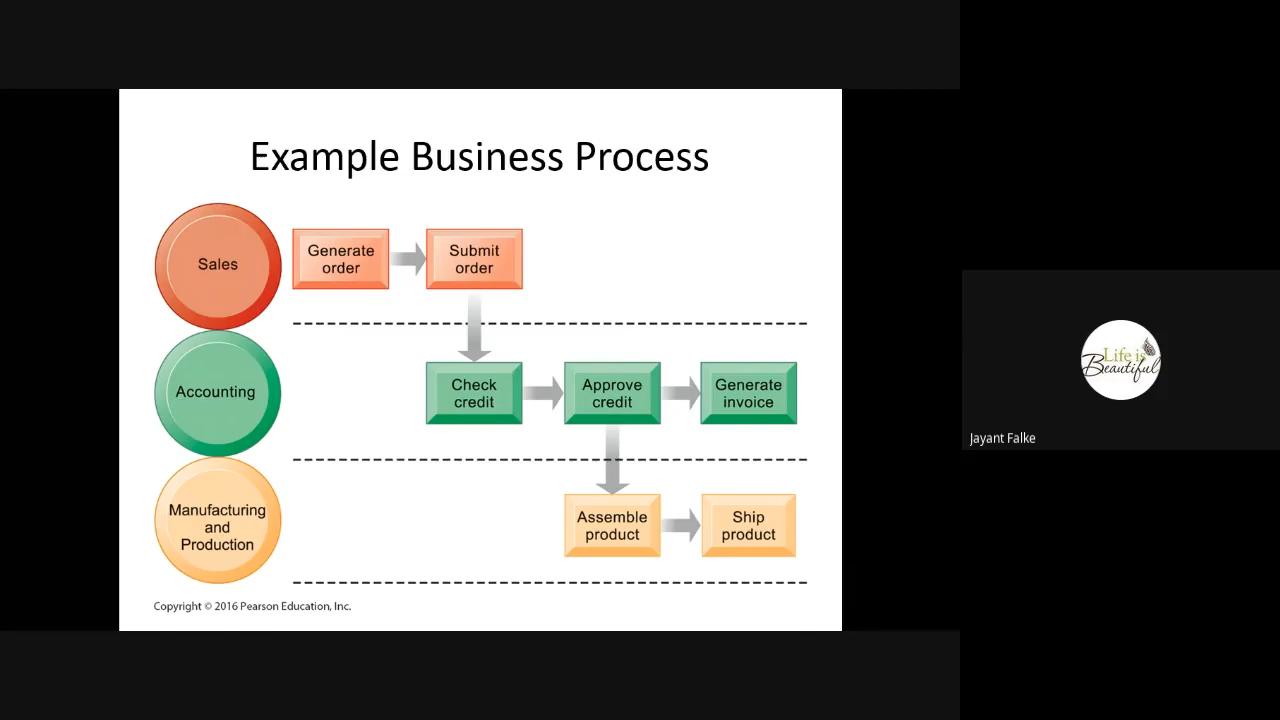 Example Business Process
Sales
Generate
order
Submit
order
Accounting
Check
credit
Approve
credit
Generate
invoice
Manufacturing
and
Production
Assemble
product
Ship
product
Copyright © 2016 Pearson Education, Inc.
Life is
Beautiful
Jayant Falke